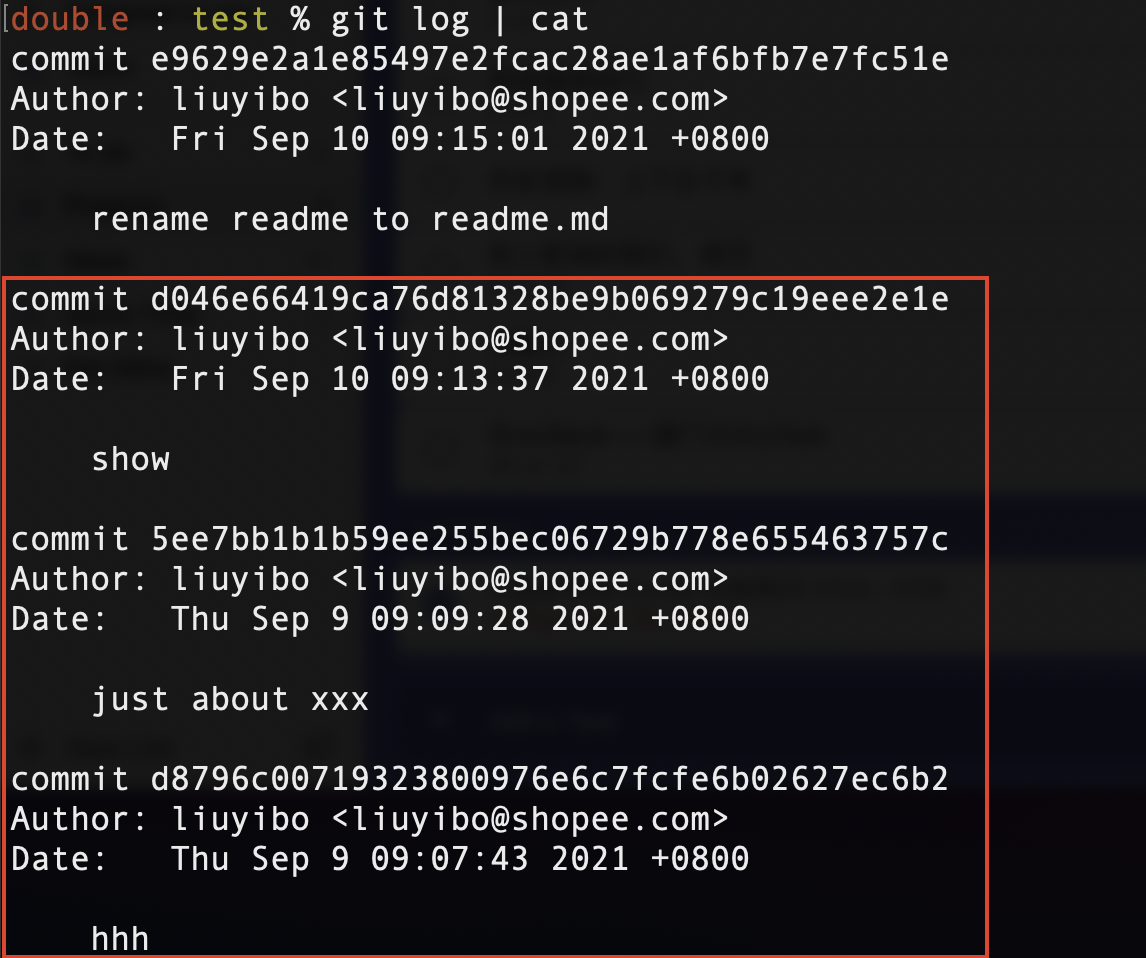 [double : test % git log | cat
commit e9629e2a1e85497e2fcac28ae1af6bfb7e7fc51e
Author: liuyibo <liuyibo@shopee.com>
Date:   Fri Sep 10 09:15:01 2021 +0800
    rename readme to readme.md
commit d046e66419ca76d81328be9b069279c19eee2e1e
Author: liuyibo <liuyibo@shopee.com>
Date:   Fri Sep 10 09:13:37 2021 +0800
    show
commit 5ee7bb1b1b59ee255bec06729b778e655463757c
Author: liuyibo <liuyibo@shopee.com>
Date:   Thu Sep 9 09:09:28 2021 +0800
    just about xxx
commit d8796c00719323800976e6c7fcfe6b02627ec6b2
Author: liuyibo <liuyibo@shopee.com>
Date:   Thu Sep 9 09:07:43 2021 +0800
    hhh